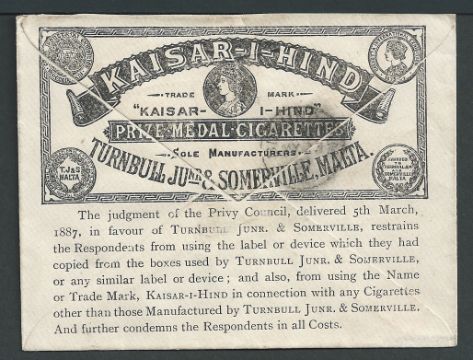 KAISAR-I-HIND
TRADE MARK
"KAISAR-I-HIND"
PRIZE MEDAL CIGARETTES
SOLE MANUFACTURERS
TURNBULL JUNR. & SOMERVILLE, MALTA.
T.J & S
MALTA
The judgment of the Privy Council, delivered 5th March,
1887, in favour of TURNBULL JUNR. & SOMERVILLE, restrains
the Respondents from using the label or device which they had
copied from the boxes used by TURNBULL JUNR. & SOMERVILLE,
or any similar label or device; and also, from using the Name
or Trade Mark, KAISAR-I-HIND in connection with any Cigarettes
other than those Manufactured by TURNBULL JUNR. & SOMERVILLE.
And further condemns the Respondents in all Costs.